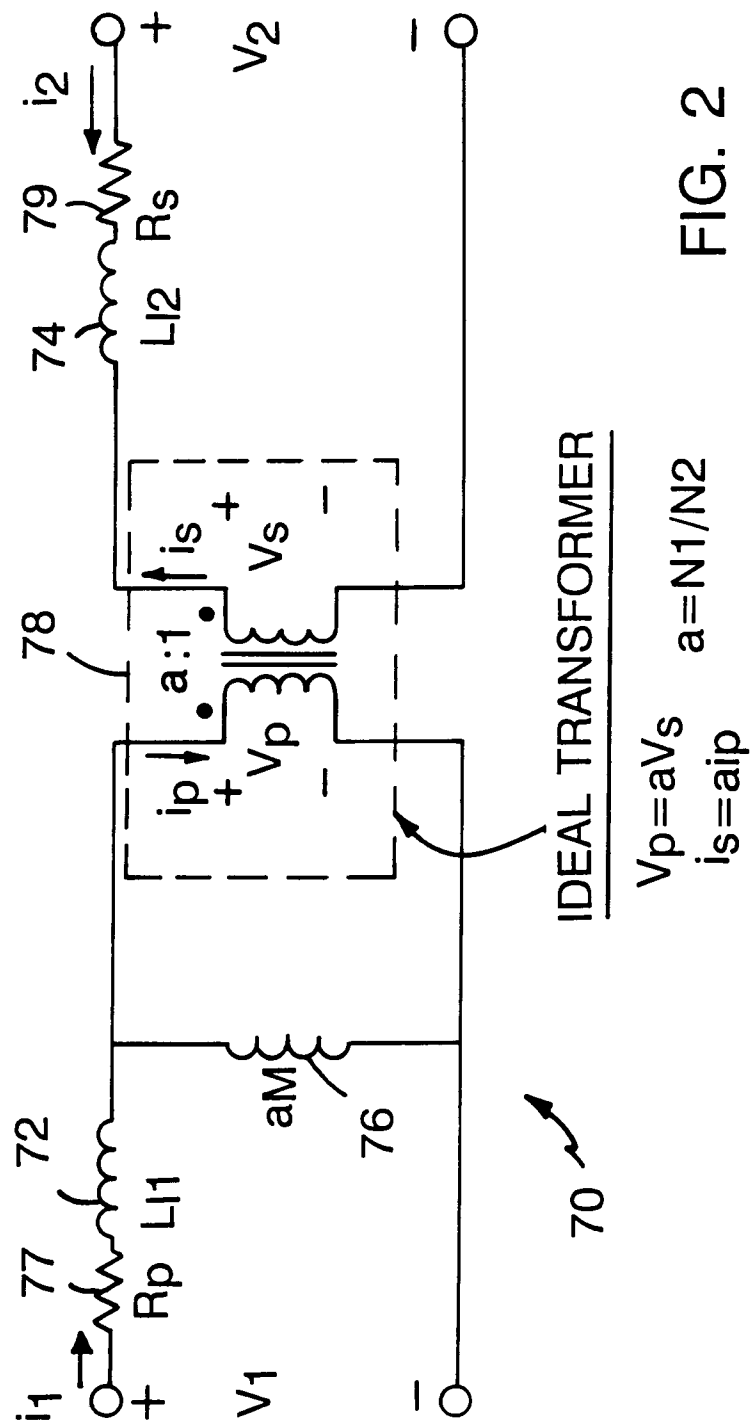 i1
77
72
78
74
79
i2
+
Rp
Ll1
a:1
Ll2
Rs
+
ip
is
+
Vp
Vs
+
V1
aM
76
−
−
V2
−
−
70
IDEAL TRANSFORMER
Vp=aVs a=N1/N2
is=aip
FIG. 2